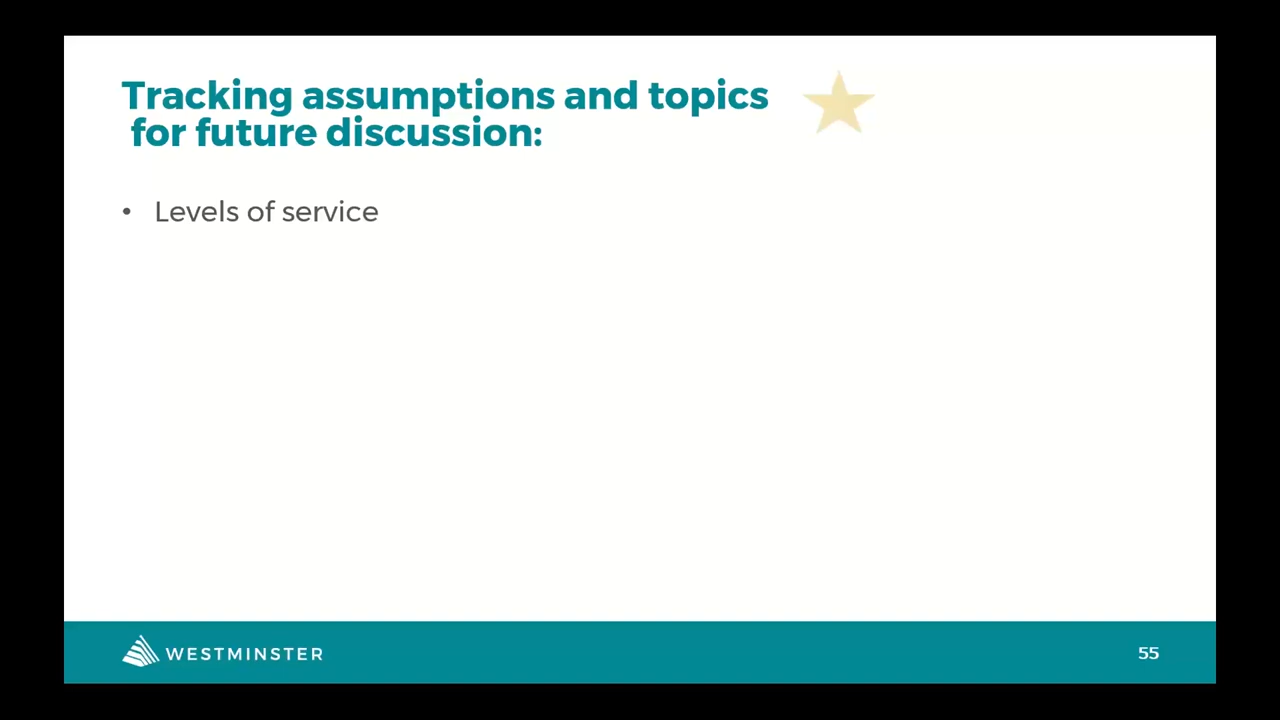 Tracking assumptions and topics
for future discussion:
• Levels of service
WESTMINSTER
55